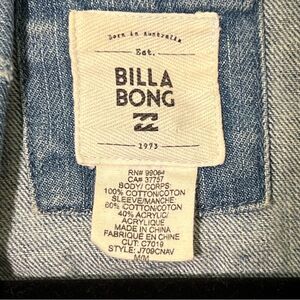 Born in Australia
Est.
BILLA
BONG
1973
RN# 99064
CA# 37757
BODY/ CORPS:
100% COTTON/COTON
SLEEVE/MANCHE
60% COTTON/COTON
40% ACRYLIC/
ACRYLIQUE
MADE IN CHINA
FABRIQUE EN CHINE
CUT: C7019
STYLE: J709CNAV
M/M